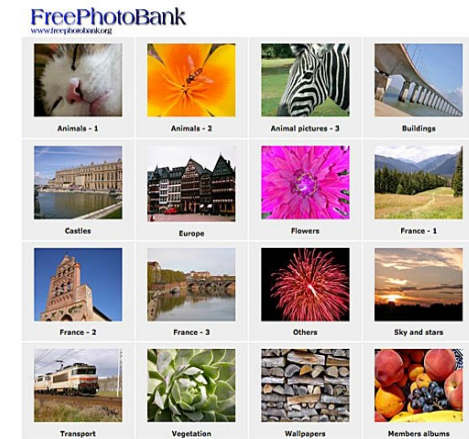 FreePhotoBank
www.freephotobank.org
Animals - 1
Animals - 2
Animal pictures - 3
Buildings
Castles
Europe
Flowers
France - 1
France - 2
France - 3
Others
Sky and stars
Transport
Vegetation
Wallpapers
Members albums